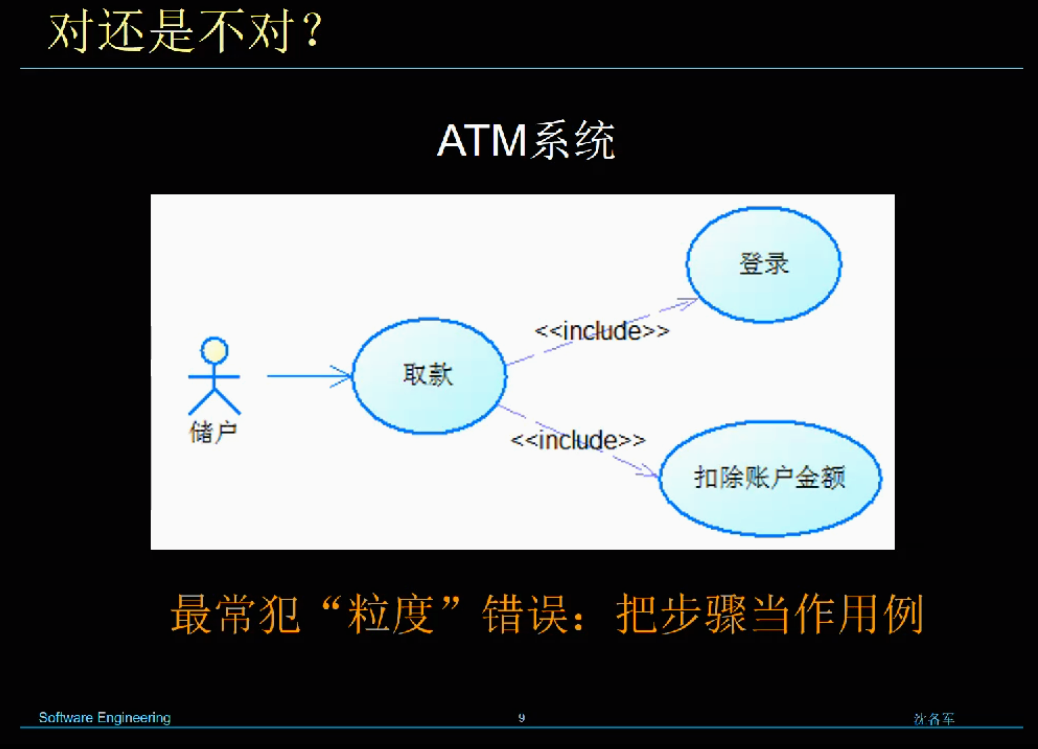 对还是不对？
ATM系统
登录
<<include>>
取款
储户
<<include>>
扣除账户金额
最常犯“粒度”错误：把步骤当作用例
Software Engineering
9
沈备军